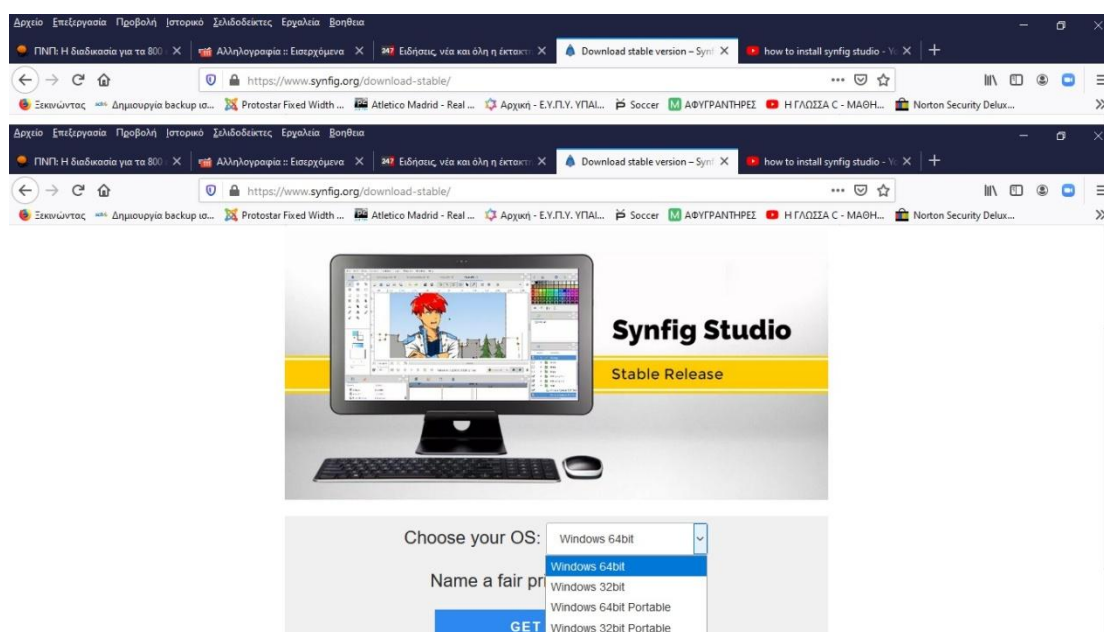 Αρχείο Επεξεργασία Προβολή Ιστορικό Σελιδοδείκτες Εργαλεία Βοήθεια
ΠΝΠ: Η διαδικασία για τα 800 Αλληλογραφία :: Εισερχόμενα Ειδήσεις, νέα και όλη η έκτακτ Download stable version – Synf how to install synfig studio - Yo
https://www.synfig.org/download-stable/
Ξεκινώντας Δημιουργία backup ισ... Protostar Fixed Width ... Atletico Madrid - Real ... Αρχική - Ε.Υ.Π.Υ. ΥΠΑΙ... Soccer ΑΦΥΓΡΑΝΤΗΡΕΣ Η ΓΛΩΣΣΑ C - ΜΑΘΗ... Norton Security Delux...
Αρχείο Επεξεργασία Προβολή Ιστορικό Σελιδοδείκτες Εργαλεία Βοήθεια
ΠΝΠ: Η διαδικασία για τα 800 Αλληλογραφία :: Εισερχόμενα Ειδήσεις, νέα και όλη η έκτακτ Download stable version – Synf how to install synfig studio - Yo
https://www.synfig.org/download-stable/
Ξεκινώντας Δημιουργία backup ισ... Protostar Fixed Width ... Atletico Madrid - Real ... Αρχική - Ε.Υ.Π.Υ. ΥΠΑΙ... Soccer ΑΦΥΓΡΑΝΤΗΡΕΣ Η ΓΛΩΣΣΑ C - ΜΑΘΗ... Norton Security Delux...
Synfig Studio
Stable Release
Choose your OS: Windows 64bit
Windows 64bit
Name a fair pri
Windows 32bit
Windows 64bit Portable
GET
Windows 32bit Portable